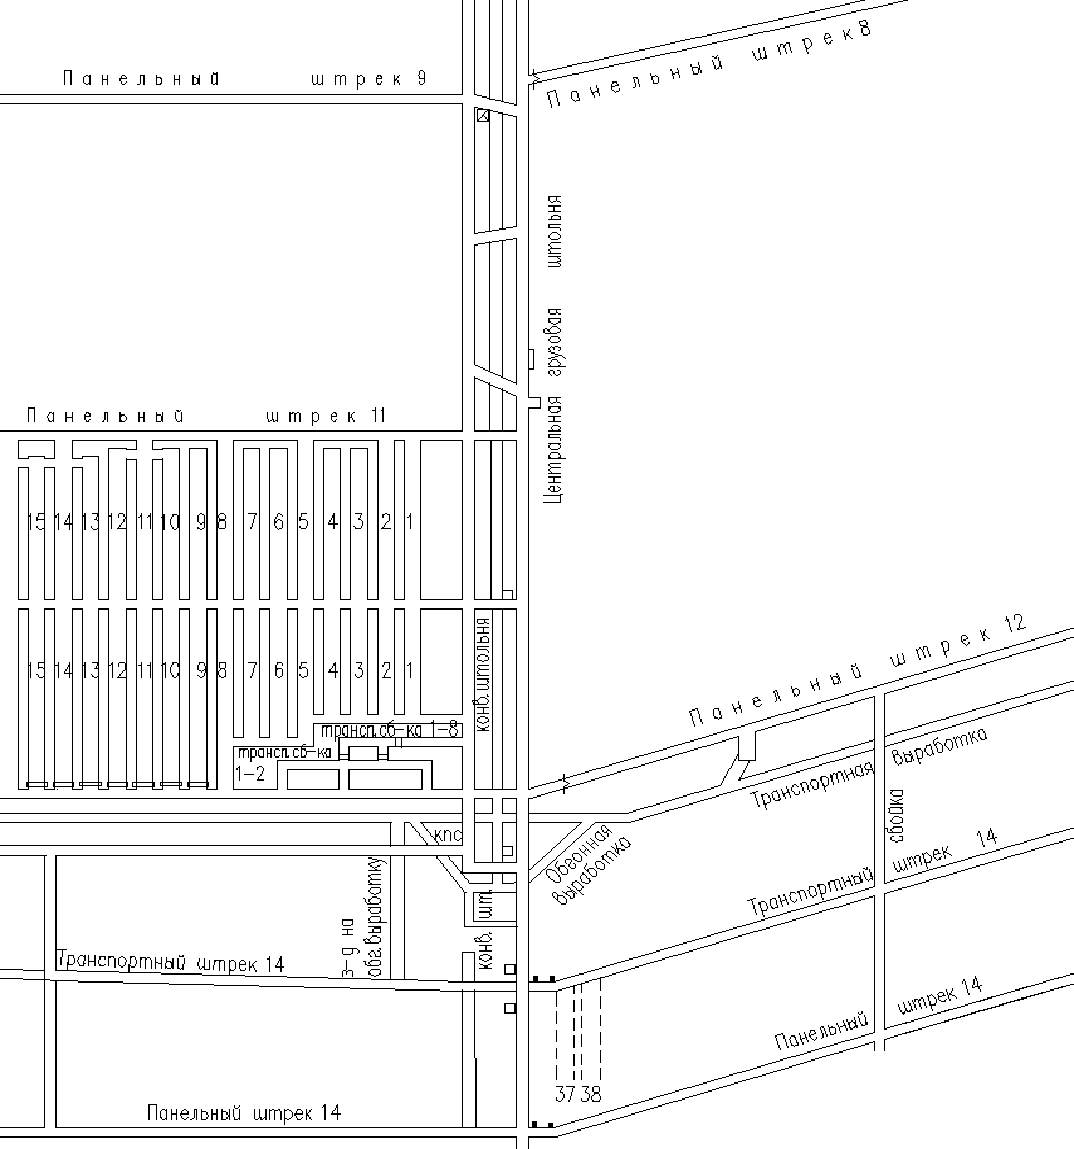 Панельный штрек 8
Панельный штрек 9
Центральная грузовая штольня
Панельный штрек 11
15 14 13 12 11 10 9 8 7 6 5 4 3 2 1
15 14 13 12 11 10 9 8 7 6 5 4 3 2 1
конв. штольня
Панельный штрек 12
трансп.сб-ка 1-8
трансп.сб-ка
1-2
Транспортная выработка
сбойка
кпс
Обгонная
выработка
Транспортный штрек 14
з-д на
обг.выработку
конв. шт.
Транспортный штрек 14
Панельный штрек 14
37 38
Панельный штрек 14